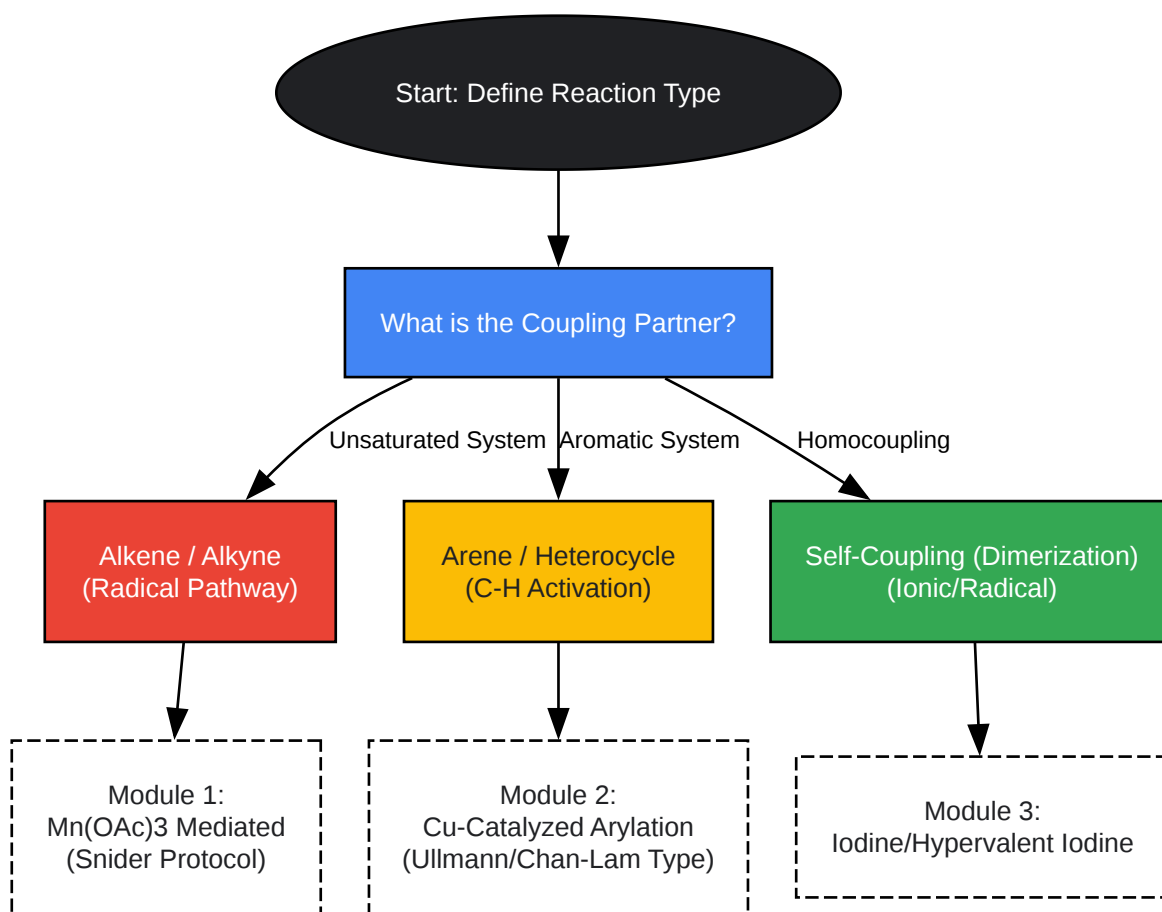 Start: Define Reaction Type
What is the Coupling Partner?
Unsaturated System
Aromatic System
Homocoupling
Alkene / Alkyne
(Radical Pathway)
Arene / Heterocycle
(C-H Activation)
Self-Coupling (Dimerization)
(Ionic/Radical)
Module 1:
Mn(OAc)3 Mediated
(Snider Protocol)
Module 2:
Cu-Catalyzed Arylation
(Ullmann/Chan-Lam Type)
Module 3:
Iodine/Hypervalent Iodine